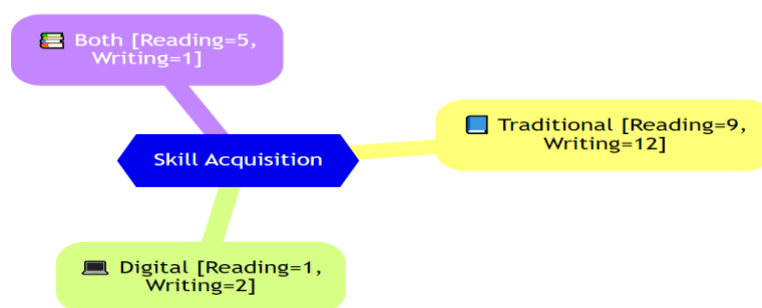 📚 Both [Reading=5,
Writing=1]
📘 Traditional [Reading=9,
Writing=12]
Skill Acquisition
💻 Digital [Reading=1,
Writing=2]